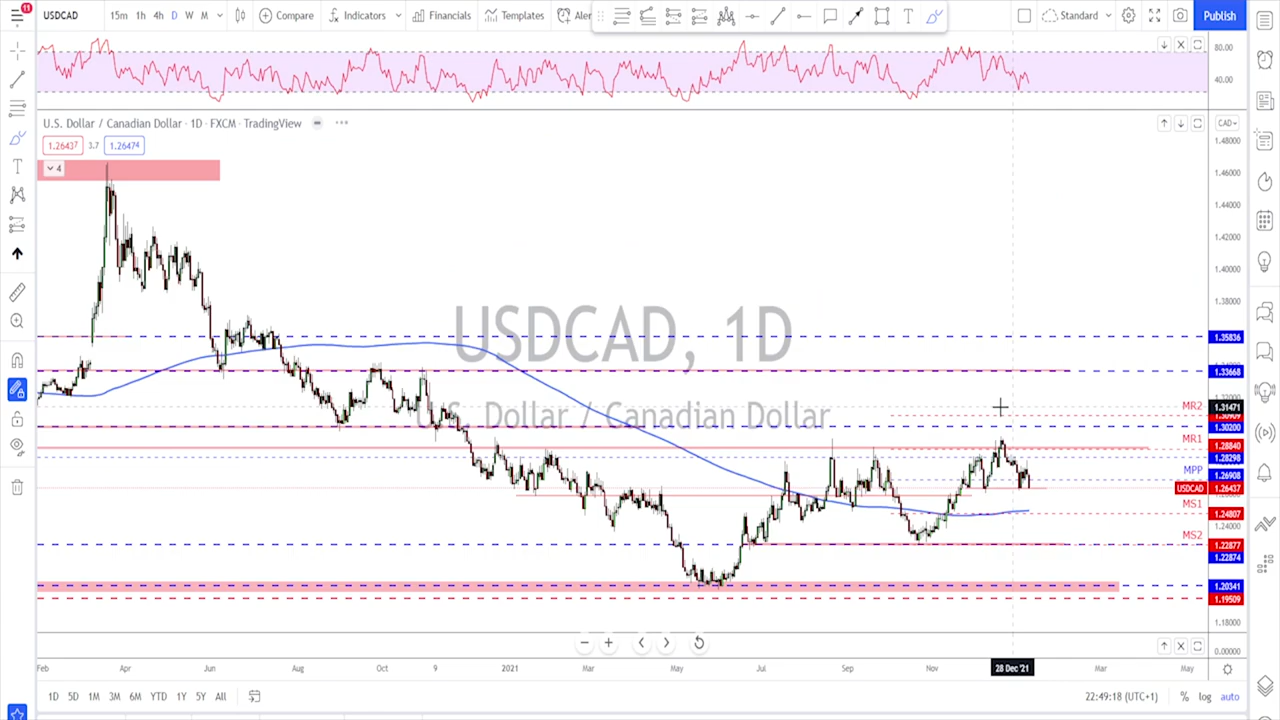 11
USDCAD 15m 1h 4h D W M Compare Indicators Financials Templates Aler Standard Publish
80.00
40.00
U.S. Dollar / Canadian Dollar · 1D · FXCM · TradingView
CAD
1.26437 3.7 1.26474
1.48000
4
1.46000
1.44000
1.42000
1.40000
1.38000
USDCAD, 1D
1.35836
1.33668
MR2
1.31471
U.S. Dollar / Canadian Dollar
1.30200
MR1
1.28840
1.28298
MPP
1.26908
USDCAD 1.26437
MS1
1.24807
1.24000
MS2
1.22877
1.22874
1.20341
1.19509
1.18000
0.00000
Feb Apr Jun Aug Oct 9 2021 Mar May Jul Sep Nov 28 Dec '21 Mar May
1D 5D 1M 3M 6M YTD 1Y 5Y All 22:49:18 (UTC+1) % log auto